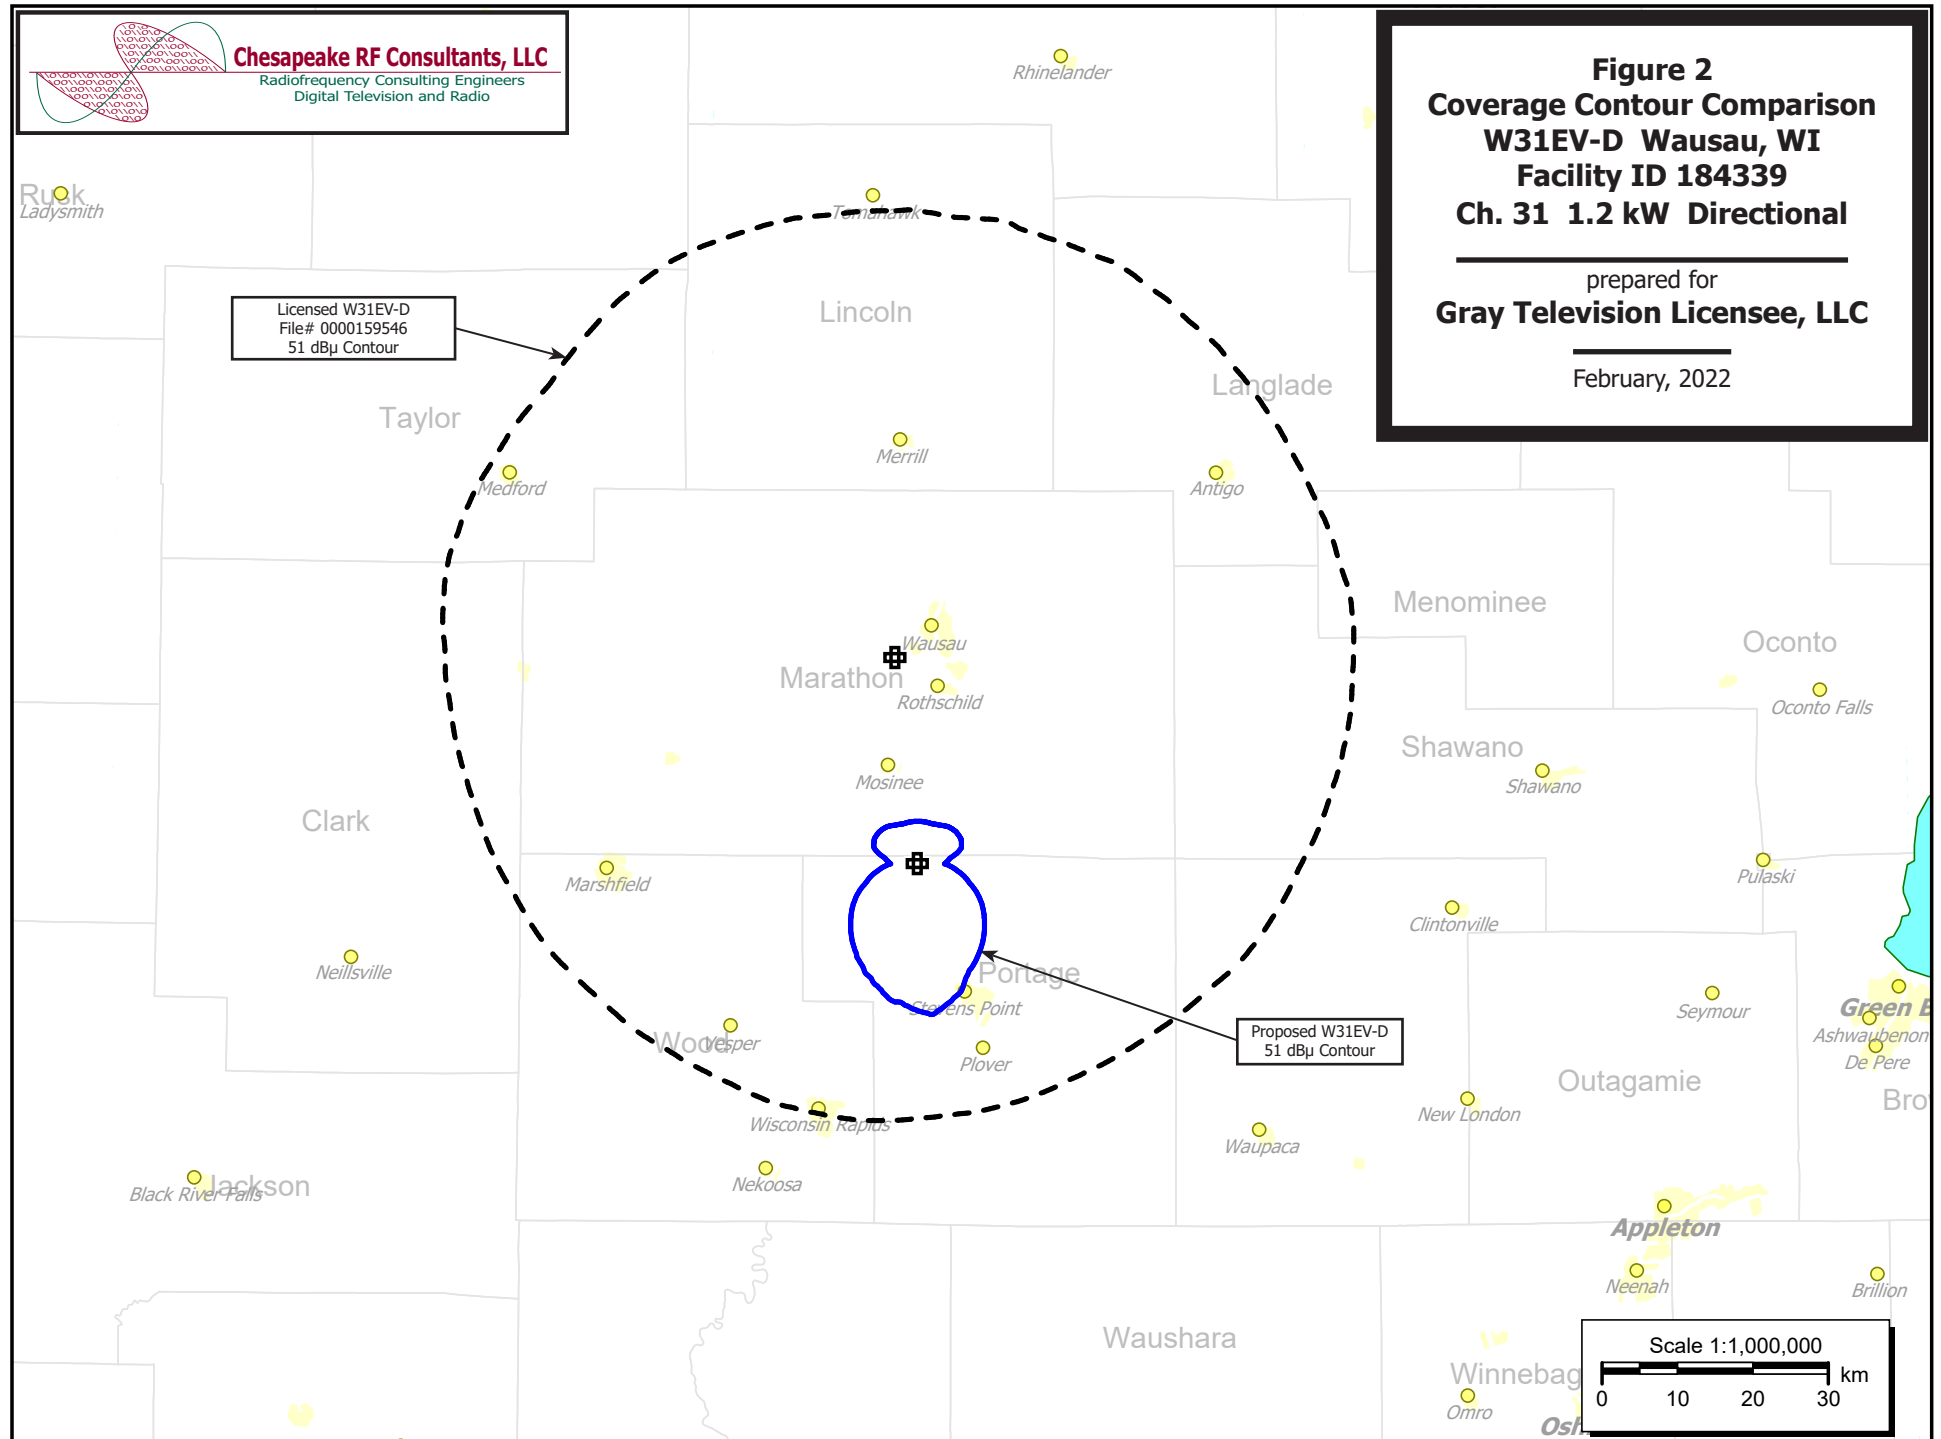 Chesapeake RF Consultants, LLC
Radiofrequency Consulting Engineers
Digital Television and Radio
Figure 2
Coverage Contour Comparison
W31EV-D Wausau, WI
Facility ID 184339
Ch. 31 1.2 kW Directional
prepared for
Gray Television Licensee, LLC
February, 2022
Rhinelander
Rusk
Ladysmith
Tomahawk
Licensed W31EV-D
File# 0000159546
51 dBµ Contour
Lincoln
Langlade
Taylor
Merrill
Medford
Antigo
Menominee
Wausau
Oconto
Marathon
Rothschild
Oconto Falls
Shawano
Mosinee
Shawano
Clark
Marshfield
Pulaski
Clintonville
Neillsville
Portage
Stevens Point
Seymour
Green B
Ashwaubenon
Wood
Vesper
Proposed W31EV-D
51 dBµ Contour
Plover
De Pere
Outagamie
Bro
New London
Wisconsin Rapids
Waupaca
Nekoosa
Jackson
Black River Falls
Appleton
Neenah
Brillion
Waushara
Winnebag
Omro
Osh
Scale 1:1,000,000
km
0 10 20 30